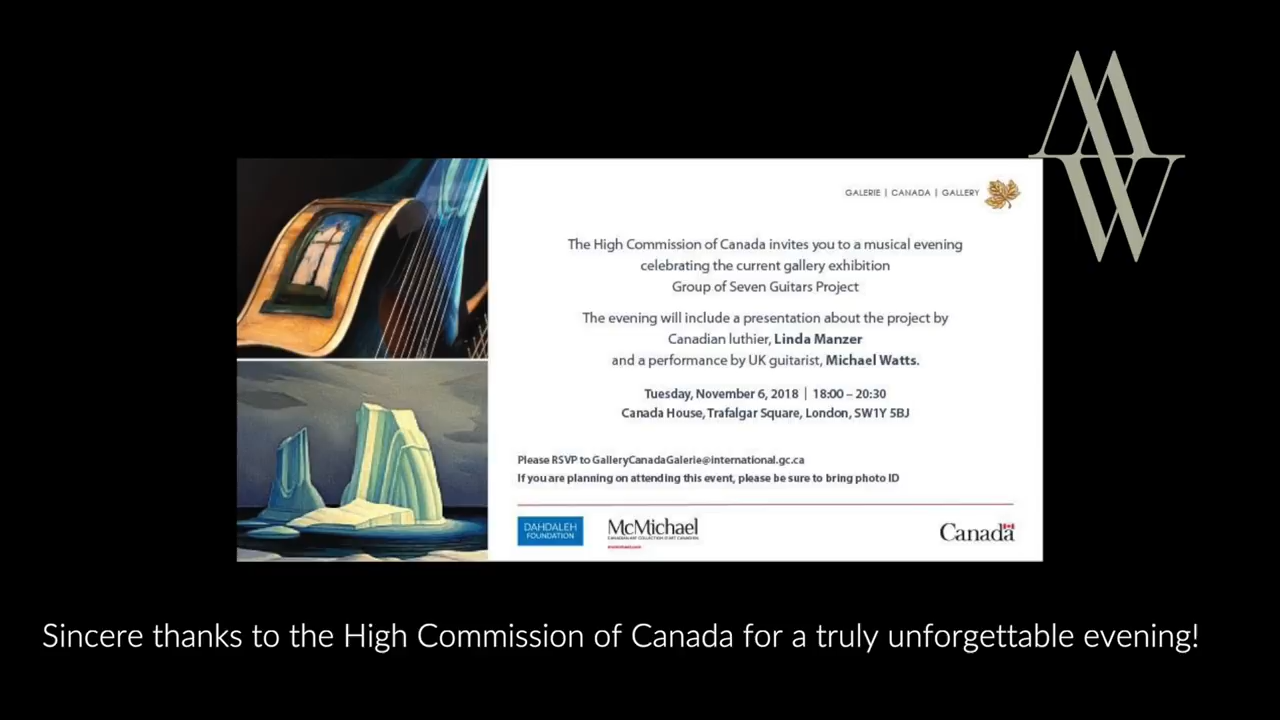 GALERIE | CANADA | GALLERY
The High Commission of Canada invites you to a musical evening
celebrating the current gallery exhibition
Group of Seven Guitars Project
The evening will include a presentation about the project by
Canadian luthier, Linda Manzer
and a performance by UK guitarist, Michael Watts.
Tuesday, November 6, 2018 | 18:00 – 20:30
Canada House, Trafalgar Square, London, SW1Y 5BJ
Please RSVP to GalleryCanadaGalerie@international.gc.ca
If you are planning on attending this event, please be sure to bring photo ID
DAHDALEH
FOUNDATION
McMichael
CANADIAN ART COLLECTION D'ART CANADIEN
Canada
Sincere thanks to the High Commission of Canada for a truly unforgettable evening!